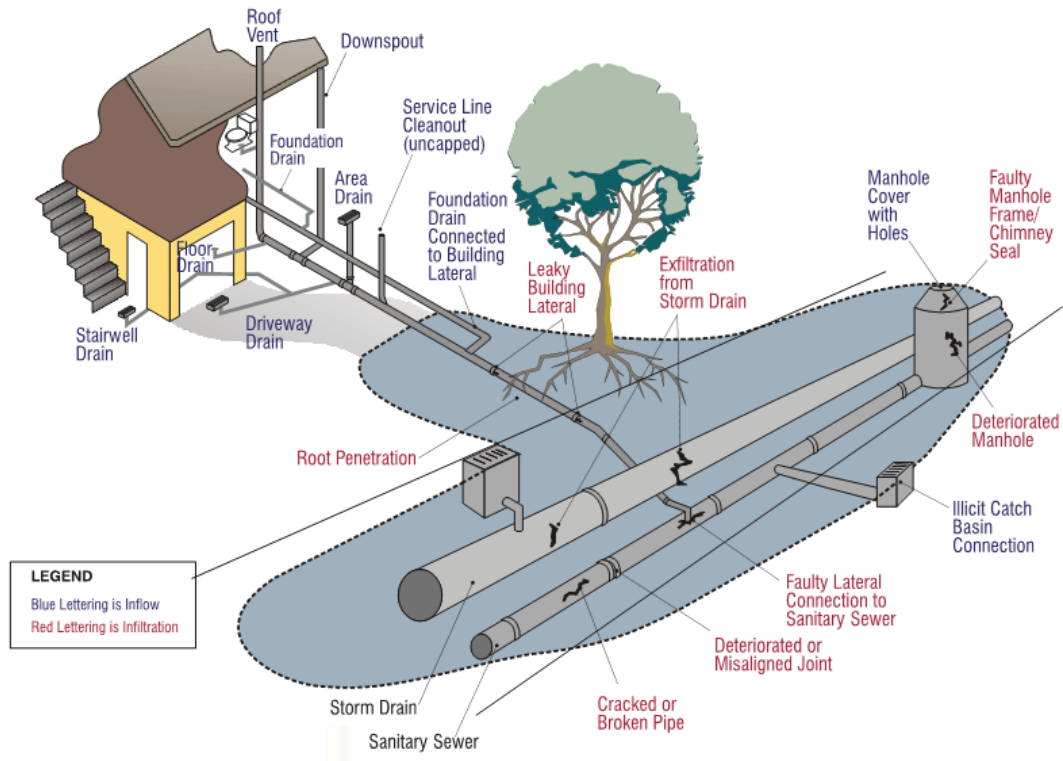 Roof
Vent
Downspout
Service Line
Cleanout
(uncapped)
Foundation
Drain
Area
Drain
Foundation
Drain
Connected
to Building
Lateral
Manhole
Cover
with
Holes
Faulty
Manhole
Frame/
Chimney
Seal
Leaky
Building
Lateral
Exfiltration
from
Storm Drain
Floor
Drain
Stairwell
Drain
Driveway
Drain
Deteriorated
Manhole
Root Penetration
Illicit Catch
Basin
Connection
LEGEND
Blue Lettering is Inflow
Red Lettering is Infiltration
Faulty Lateral
Connection to
Sanitary Sewer
Deteriorated or
Misaligned Joint
Storm Drain
Cracked or
Broken Pipe
Sanitary Sewer